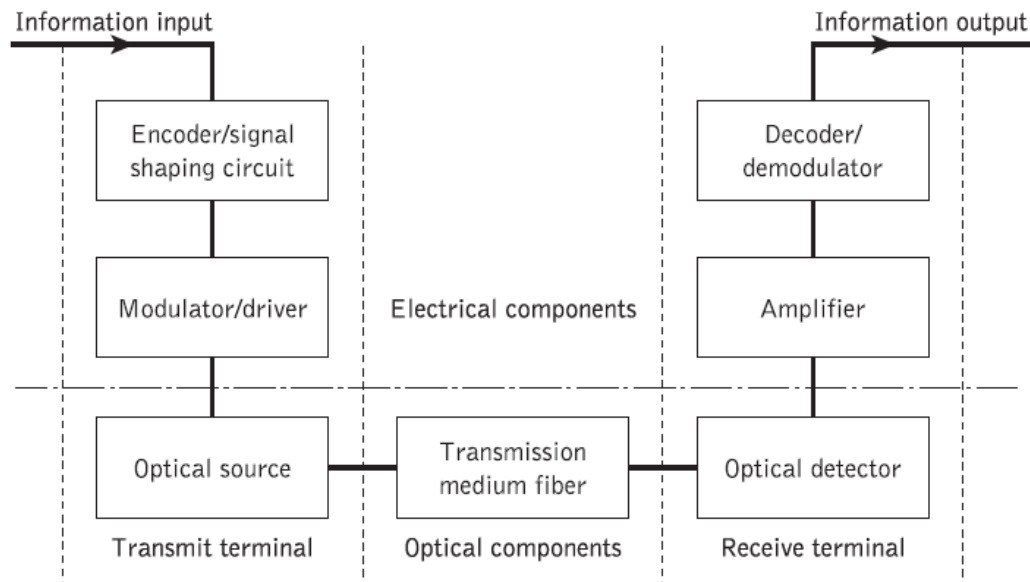 Information input
Information output
Encoder/signal
shaping circuit
Decoder/
demodulator
Modulator/driver
Electrical components
Amplifier
Optical source
Transmission
medium fiber
Optical detector
Transmit terminal
Optical components
Receive terminal